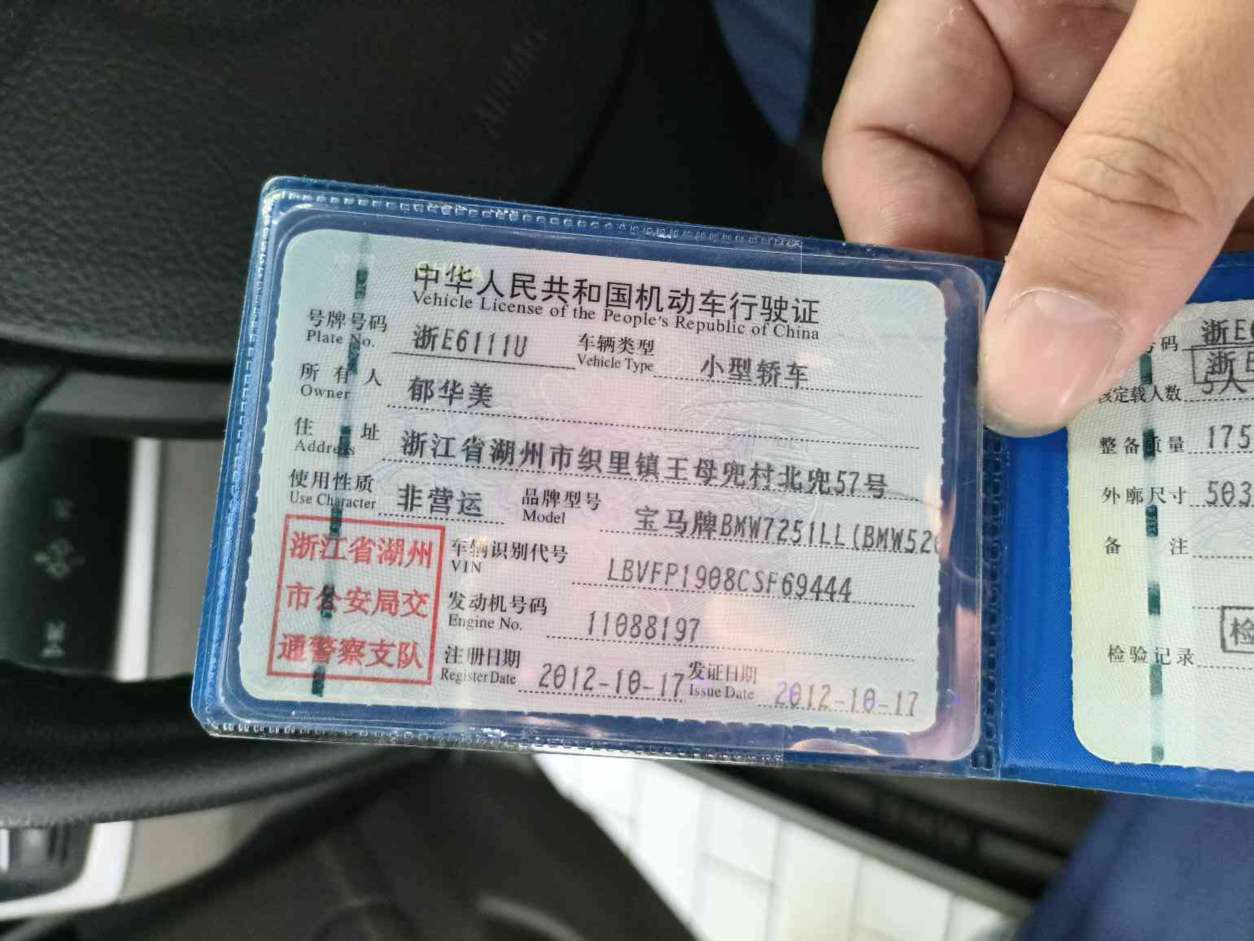 中华人民共和国机动车行驶证
Vehicle License of the People's Republic of China
号牌号码 浙E6111U 车辆类型 小型轿车
Plate No. Vehicle Type
所有人 郁华美
Owner
住址 浙江省湖州市织里镇王母兜村北兜57号
Address
使用性质 非营运 品牌型号 宝马牌BMW7251LL(BMW520
Use Character Model
浙江省湖州
市公安局交
通警察支队
车辆识别代号 LBVFP1908CSF69444
VIN
发动机号码 11088197
Engine No.
注册日期 2012-10-17 发证日期 2012-10-17
Register Date Issue Date
号码 浙E6
核定载人数 5人
整备质量 175
外廓尺寸 503
备注
检
检验记录
AIRBAG